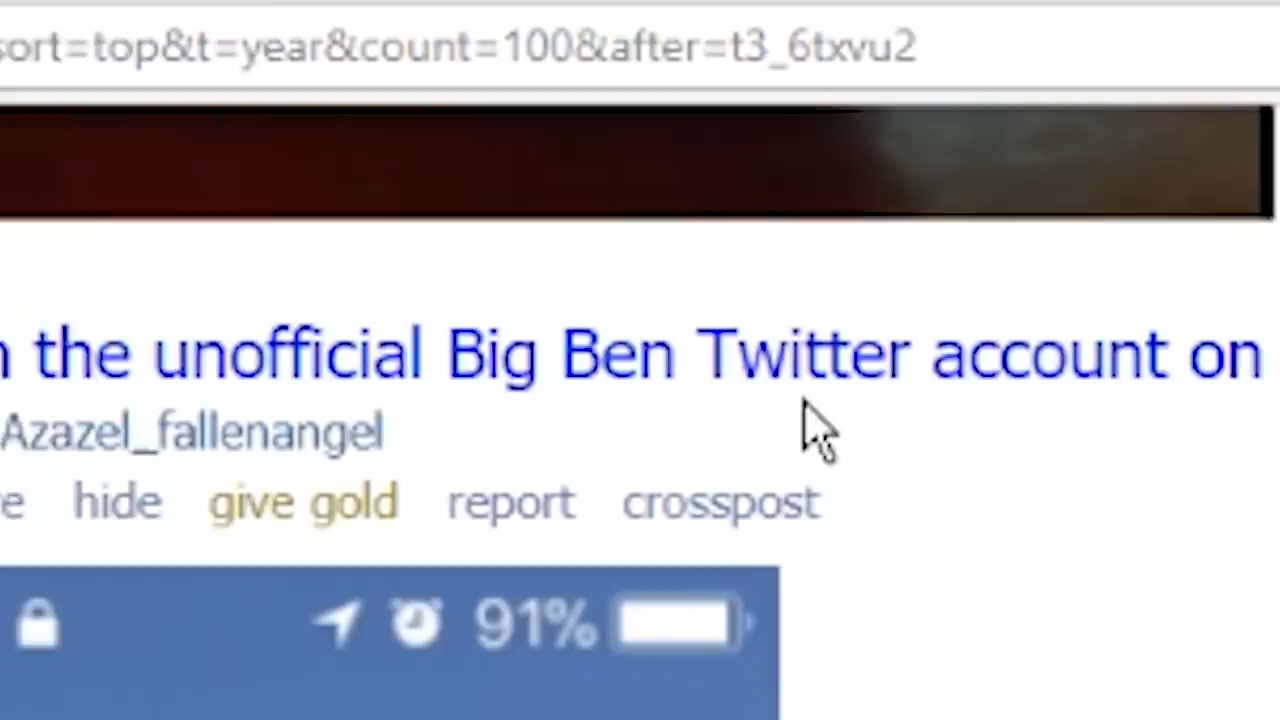 sort=top&t=year&count=100&after=t3_6txvu2
the unofficial Big Ben Twitter account on
Azazel_fallenangel
hide give gold report crosspost
91%